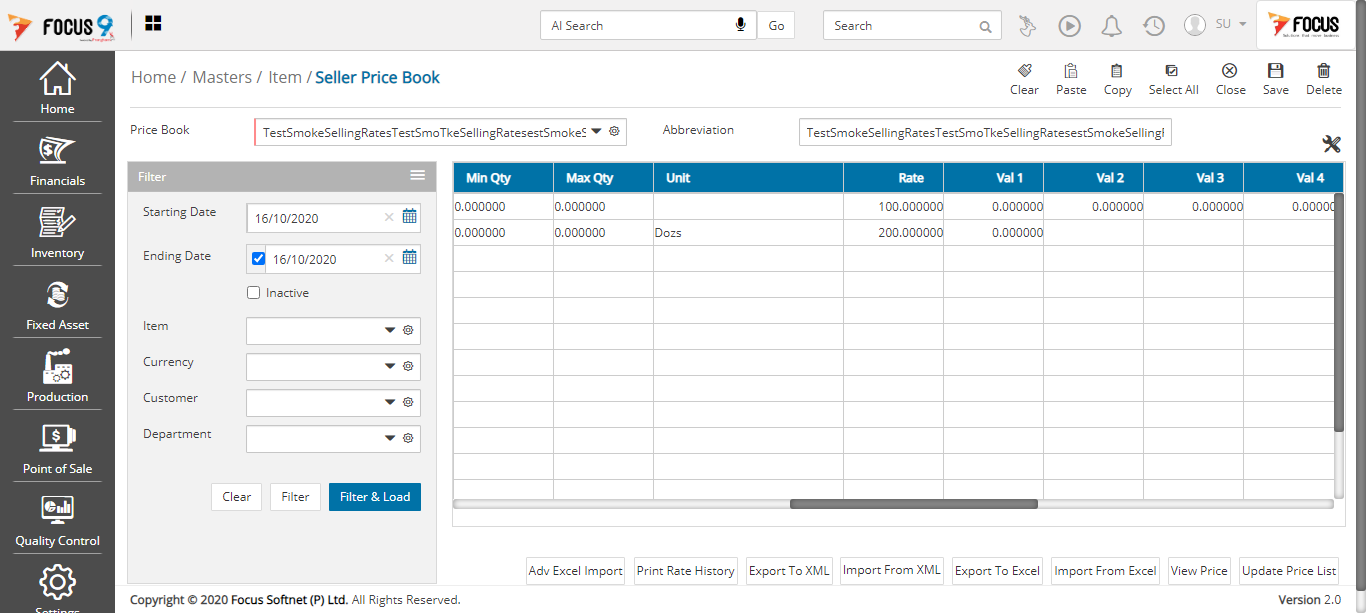 FOCUS 9
AI Search
Go
Search
SU
FOCUS
Home
Financials
Inventory
Fixed Asset
Production
Point of Sale
Quality Control
Settings
Home / Masters / Item / Seller Price Book
Clear
Paste
Copy
Select All
Close
Save
Delete
Price Book
TestSmokeSellingRatesTestSmoTkeSellingRatesestSmokeS
Abbreviation
TestSmokeSellingRatesTestSmoTkeSellingRatesestSmokeSellingF
Filter
Starting Date
16/10/2020
Ending Date
16/10/2020
Inactive
Item
Currency
Customer
Department
Clear
Filter
Filter & Load
Min Qty Max Qty Unit Rate Val 1 Val 2 Val 3 Val 4
0.000000 0.000000 100.000000 0.000000 0.000000 0.000000 0.00000
0.000000 0.000000 Dozs 200.000000 0.000000
Adv Excel Import
Print Rate History
Export To XML
Import From XML
Export To Excel
Import From Excel
View Price
Update Price List
Copyright © 2020 Focus Softnet (P) Ltd. All Rights Reserved.
Version 2.0